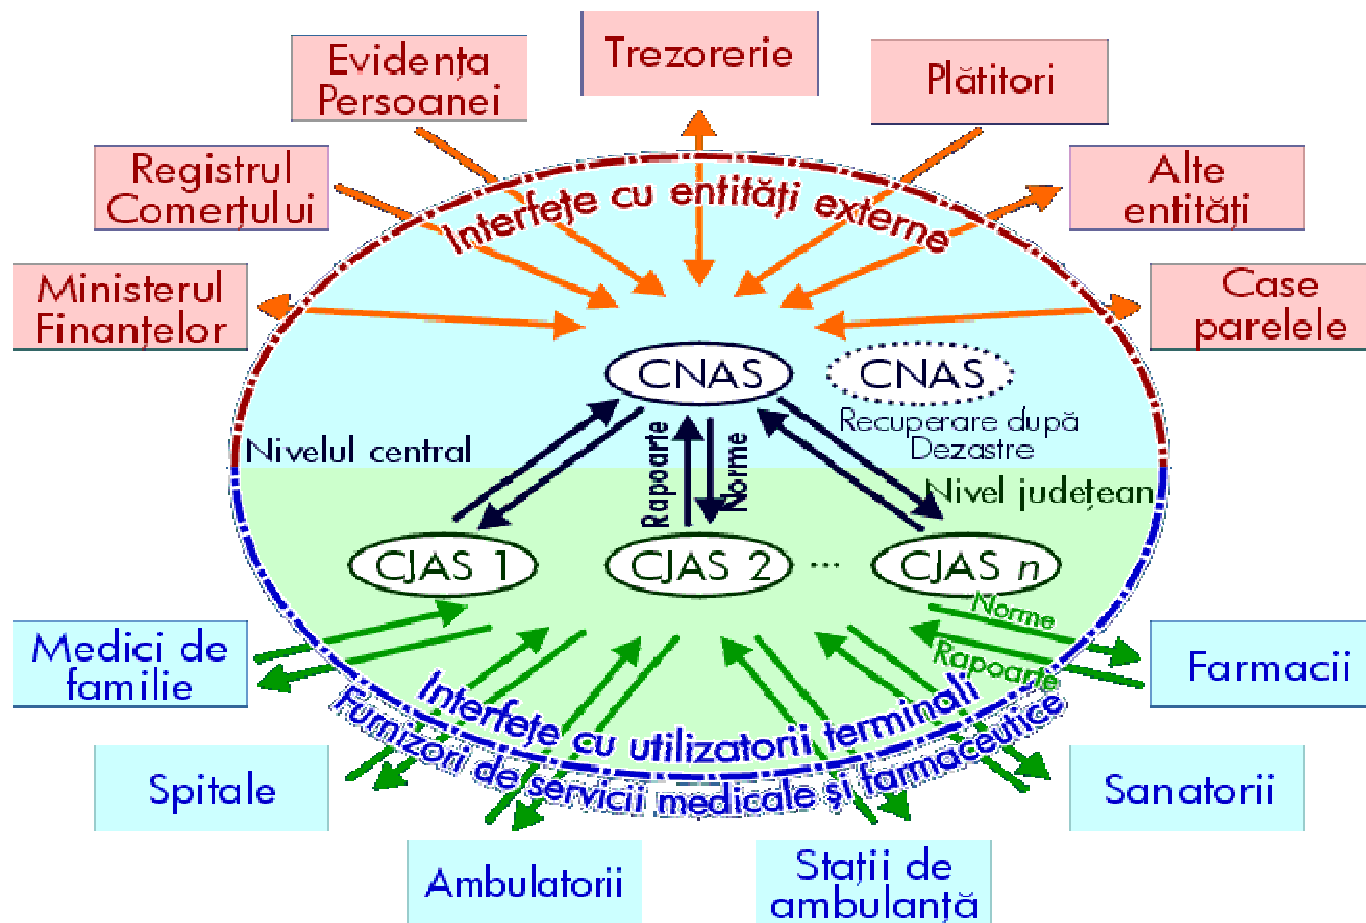 Trezorerie
Evidența
Persoanei
Plătitori
Registrul
Comerțului
Alte
entități
Ministerul
Finanțelor
Case
parelele
Interfețe cu entități externe
CNAS
CNAS
Recuperare după
Dezastre
Nivelul central
Rapoarte
Norme
Nivel județean
CJAS 1
CJAS 2
...
CJAS n
Norme
Rapoarte
Medici de
familie
Farmacii
Interfețe cu utilizatorii terminali
Furnizori de servicii medicale și farmaceutice
Spitale
Sanatorii
Ambulatorii
Stații de
ambulanță